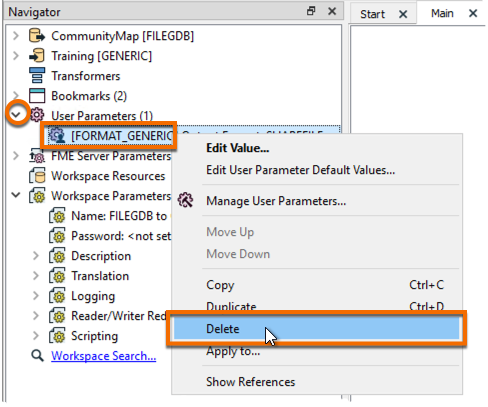 Navigator
Start
Main
CommunityMap [FILEGDB]
Training [GENERIC]
Transformers
Bookmarks (2)
User Parameters (1)
[FORMAT_GENERIC
FME Server Parameters
Workspace Resources
Workspace Parameters
Name: FILEGDB to
Password: <not set
Description
Translation
Logging
Reader/Writer Red
Scripting
Workspace Search...
Edit Value...
Edit User Parameter Default Values...
Manage User Parameters...
Move Up
Move Down
Copy Ctrl+C
Duplicate Ctrl+D
Delete
Apply to...
Show References